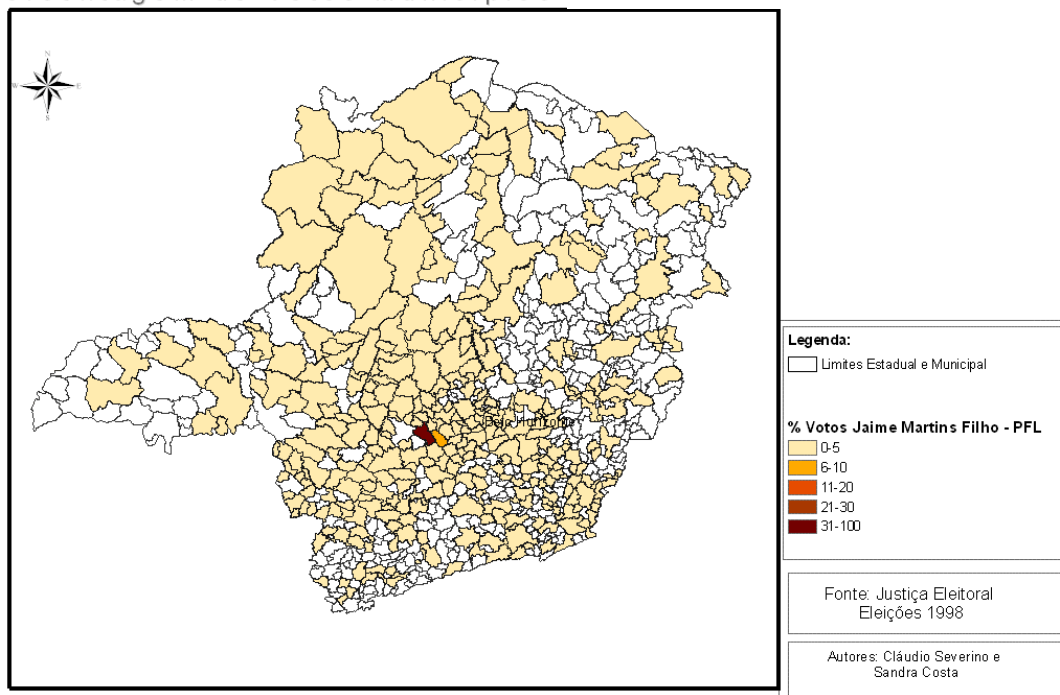 N
W E
S
Belo Horizonte
Legenda:
Limites Estadual e Municipal
% Votos Jaime Martins Filho - PFL
0-5
6-10
11-20
21-30
31-100
Fonte: Justiça Eleitoral
Eleições 1998
Autores: Cláudio Severino e
Sandra Costa